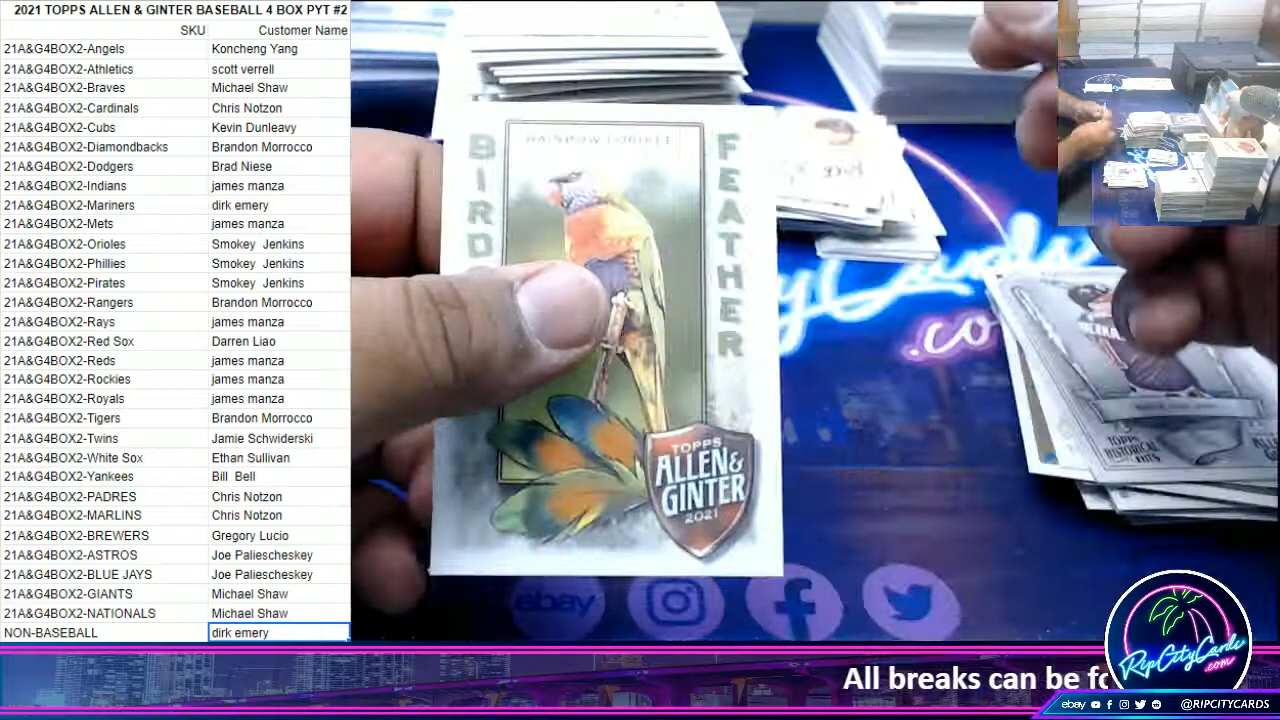 2021 TOPPS ALLEN & GINTER BASEBALL 4 BOX PYT #2
SKU Customer Name
21A&G4BOX2-Angels Koncheng Yang
21A&G4BOX2-Athletics scott verrell
21A&G4BOX2-Braves Michael Shaw
21A&G4BOX2-Cardinals Chris Notzon
21A&G4BOX2-Cubs Kevin Dunleavy
21A&G4BOX2-Diamondbacks Brandon Morrocco
21A&G4BOX2-Dodgers Brad Niese
21A&G4BOX2-Indians james manza
21A&G4BOX2-Mariners dirk emery
21A&G4BOX2-Mets james manza
21A&G4BOX2-Orioles Smokey Jenkins
21A&G4BOX2-Phillies Smokey Jenkins
21A&G4BOX2-Pirates Smokey Jenkins
21A&G4BOX2-Rangers Brandon Morrocco
21A&G4BOX2-Rays james manza
21A&G4BOX2-Red Sox Darren Liao
21A&G4BOX2-Reds james manza
21A&G4BOX2-Rockies james manza
21A&G4BOX2-Royals james manza
21A&G4BOX2-Tigers Brandon Morrocco
21A&G4BOX2-Twins Jamie Schwiderski
21A&G4BOX2-White Sox Ethan Sullivan
21A&G4BOX2-Yankees Bill Bell
21A&G4BOX2-PADRES Chris Notzon
21A&G4BOX2-MARLINS Chris Notzon
21A&G4BOX2-BREWERS Gregory Lucio
21A&G4BOX2-ASTROS Joe Paliescheskey
21A&G4BOX2-BLUE JAYS Joe Paliescheskey
21A&G4BOX2-GIANTS Michael Shaw
21A&G4BOX2-NATIONALS Michael Shaw
NON-BASEBALL dirk emery
RAINBOW LORIKEET
BIRD
FEATHER
TOPPS
ALLEN&
GINTER
2021
yCards
.co
TOPPS
HISTORICAL
HITS
ebay
All breaks can be fo
RipCityCards
.com
ebay @RIPCITYCARDS